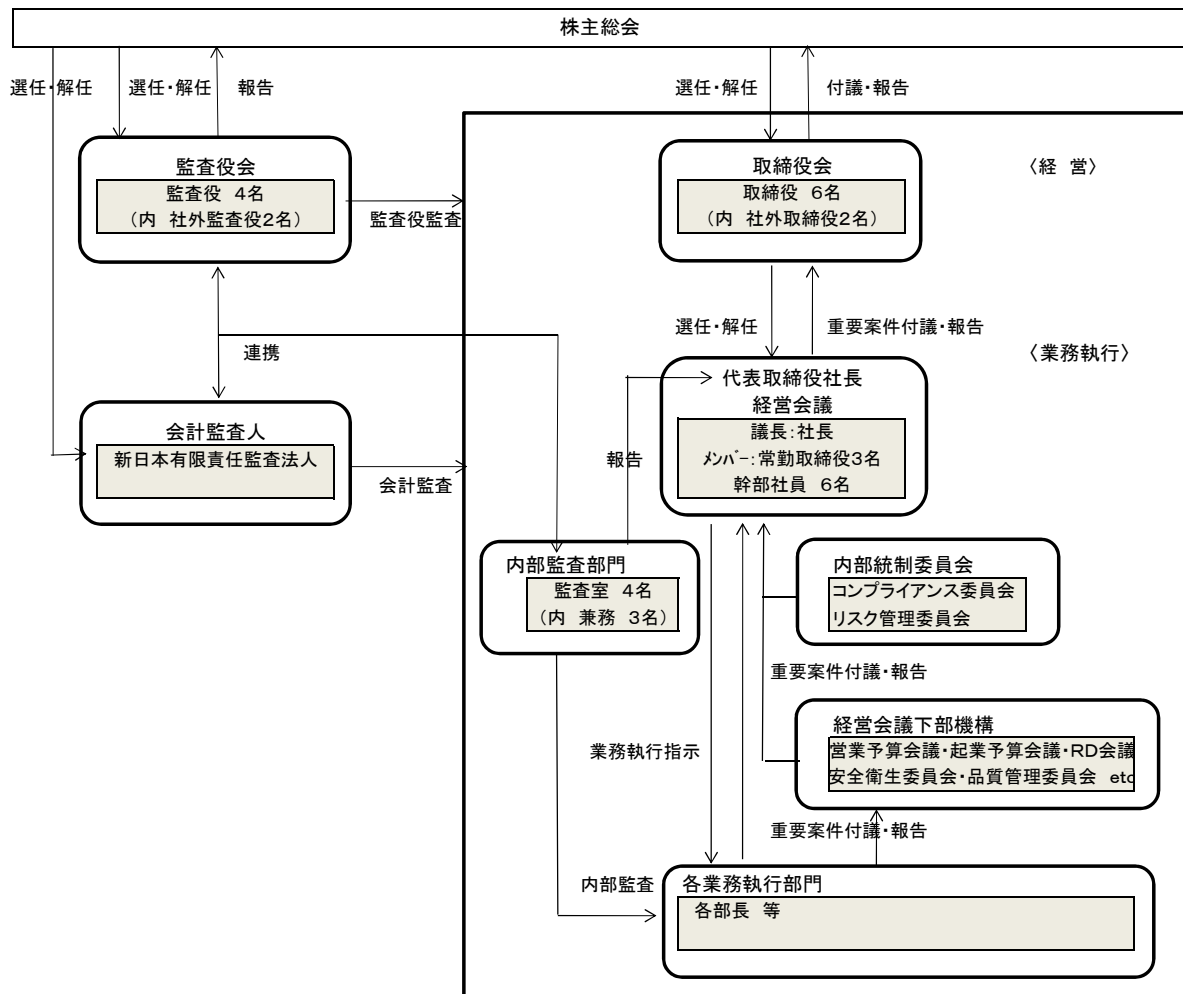 株主総会
選任・解任
選任・解任
報告
選任・解任
付議・報告
監査役会
監査役 4名
（内 社外監査役2名）
監査役監査
取締役会
取締役 6名
（内 社外取締役2名）
〈経 営〉
連携
選任・解任
重要案件付議・報告
〈業務執行〉
会計監査人
新日本有限責任監査法人
会計監査
報告
代表取締役社長
経営会議
議長：社長
ﾒﾝﾊﾞｰ：常勤取締役3名
幹部社員 6名
内部監査部門
監査室 4名
（内 兼務 3名）
内部統制委員会
コンプライアンス委員会
リスク管理委員会
重要案件付議・報告
業務執行指示
経営会議下部機構
営業予算会議・起業予算会議・RD会議
安全衛生委員会・品質管理委員会 etc
重要案件付議・報告
内部監査
各業務執行部門
各部長 等